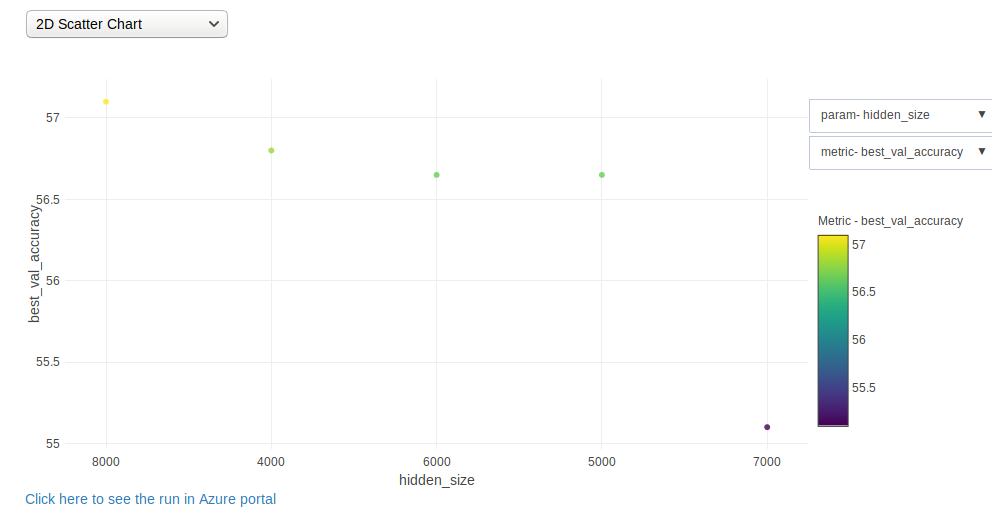 2D Scatter Chart
57
56.5
56
55.5
55
best_val_accuracy
8000 4000 6000 5000 7000
hidden_size
param- hidden_size ▼
metric- best_val_accuracy ▼
Metric - best_val_accuracy
57
56.5
56
55.5
Click here to see the run in Azure portal